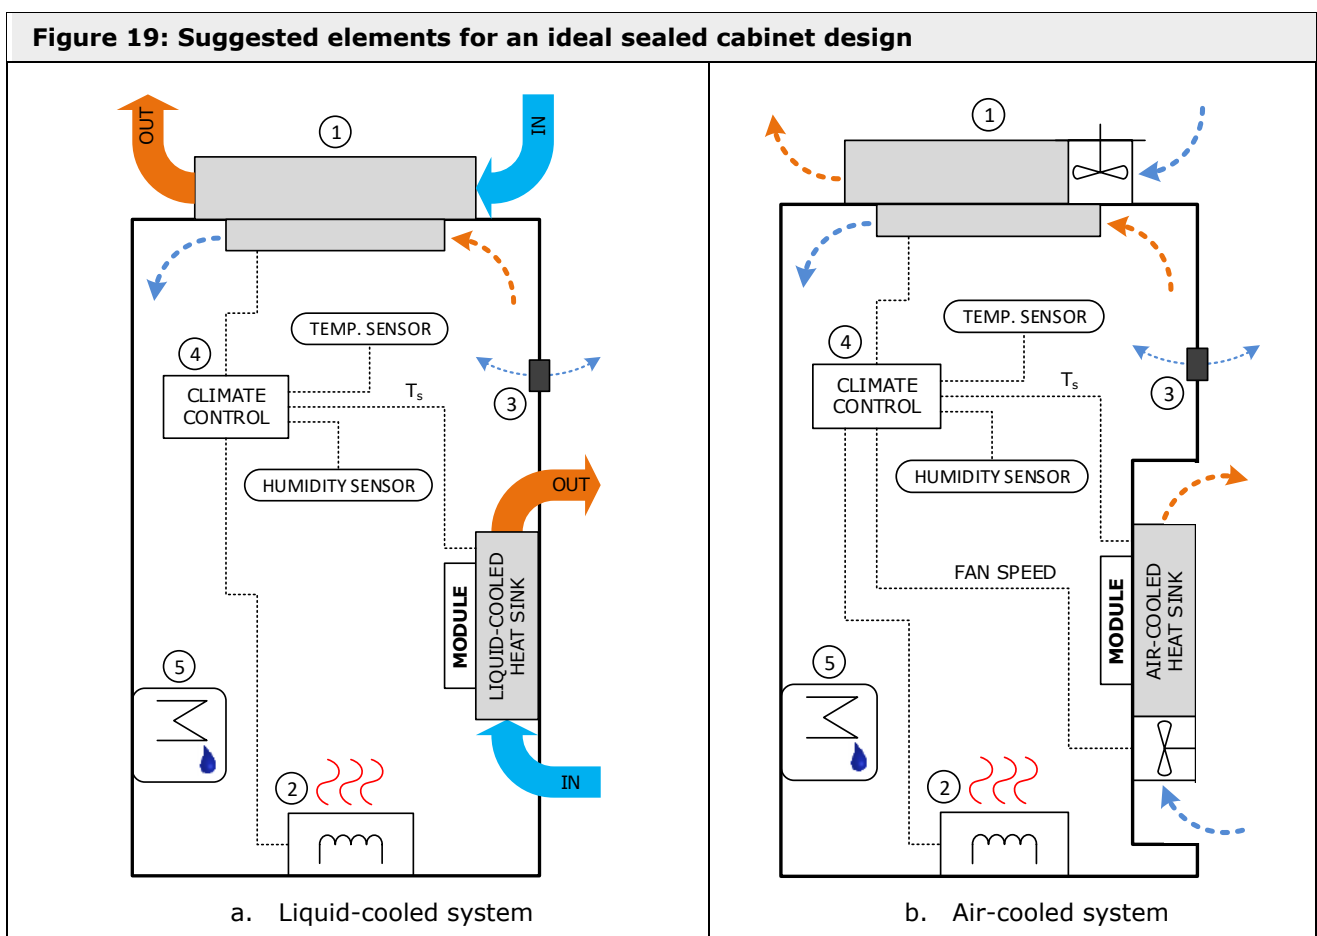 Figure 19: Suggested elements for an ideal sealed cabinet design
OUT
1
IN
TEMP. SENSOR
4
CLIMATE
CONTROL
Ts
3
HUMIDITY SENSOR
OUT
MODULE
LIQUID-COOLED
HEAT SINK
5
2
IN
a. Liquid-cooled system
1
TEMP. SENSOR
4
CLIMATE
CONTROL
Ts
3
HUMIDITY SENSOR
FAN SPEED
MODULE
AIR-COOLED
HEAT SINK
5
2
b. Air-cooled system